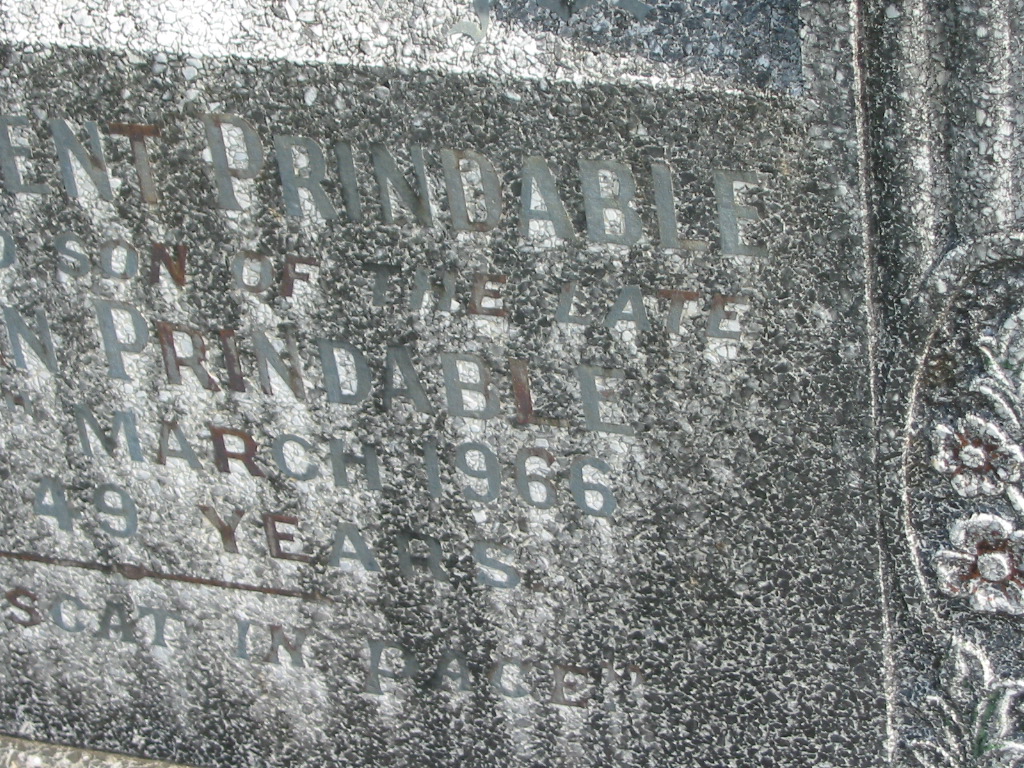 ENT PRINDABLE
D SON OF THE LATE
N PRINDABLE
MARCH 1966
49 YEARS
SCAT IN PACE"